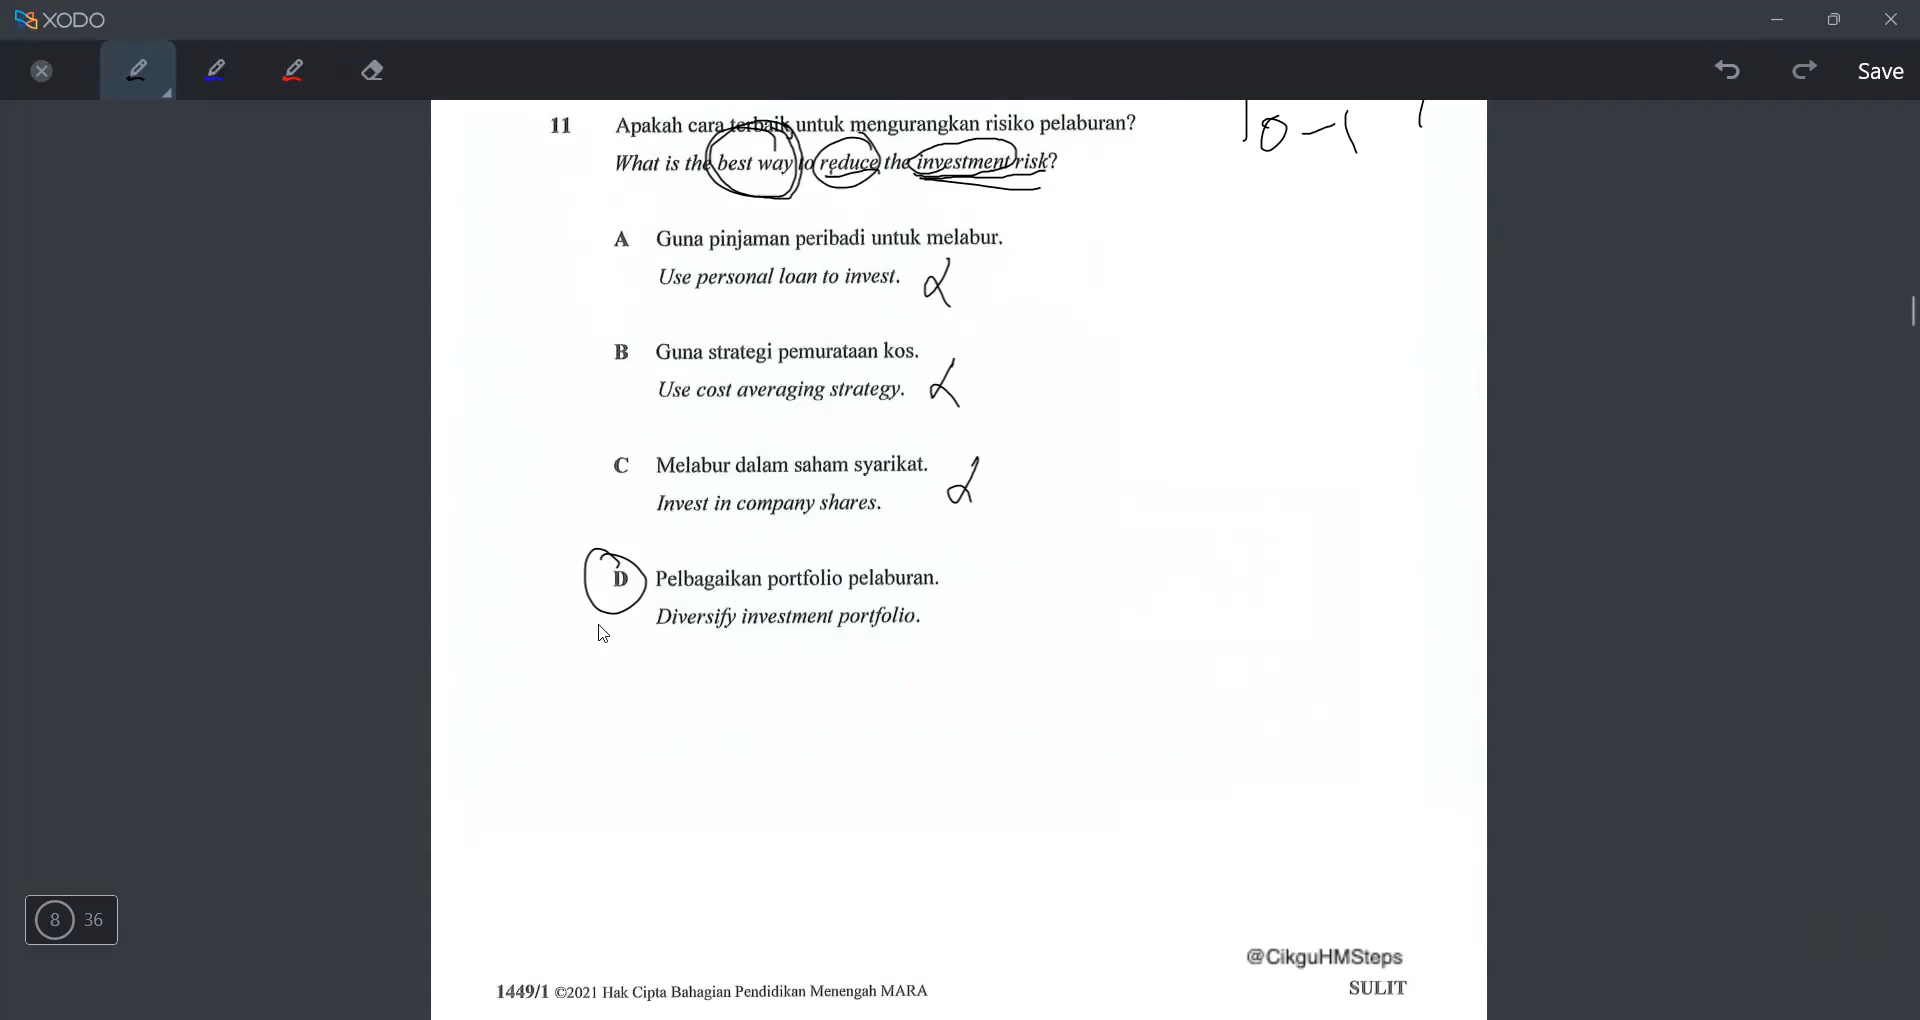 XODO
Save
11 Apakah cara terbaik untuk mengurangkan risiko pelaburan?
What is the best way to reduce the investment risk?
0-1
A Guna pinjaman peribadi untuk melabur.
Use personal loan to invest.
B Guna strategi pemurataan kos.
Use cost averaging strategy.
C Melabur dalam saham syarikat.
Invest in company shares.
D Pelbagaikan portfolio pelaburan.
Diversify investment portfolio.
8 36
@CikguHMSteps
1449/1 ©2021 Hak Cipta Bahagian Pendidikan Menengah MARA
SULIT